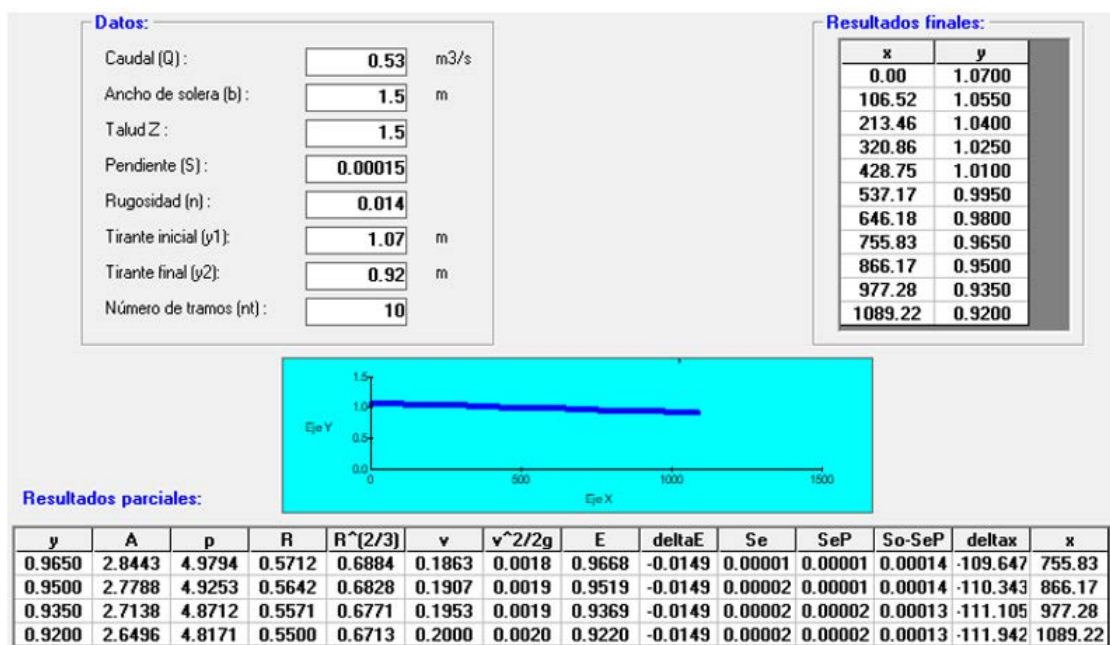 Datos:
Caudal (Q) : 0.53 m3/s
Ancho de solera (b) : 1.5 m
Talud Z : 1.5
Pendiente (S) : 0.00015
Rugosidad (n) : 0.014
Tirante inicial (y1): 1.07 m
Tirante final (y2): 0.92 m
Número de tramos (nt) : 10
Resultados finales:
x y
0.00 1.0700
106.52 1.0550
213.46 1.0400
320.86 1.0250
428.75 1.0100
537.17 0.9950
646.18 0.9800
755.83 0.9650
866.17 0.9500
977.28 0.9350
1089.22 0.9200
1.5
1.0
Eje Y
0.5
0.0
0 500 1000 1500
Eje X
Resultados parciales:
y A p R R^(2/3) v v^2/2g E deltaE Se SeP So-SeP deltax x
0.9650 2.8443 4.9794 0.5712 0.6884 0.1863 0.0018 0.9668 -0.0149 0.00001 0.00001 0.00014 -109.647 755.83
0.9500 2.7788 4.9253 0.5642 0.6828 0.1907 0.0019 0.9519 -0.0149 0.00002 0.00001 0.00014 -110.343 866.17
0.9350 2.7138 4.8712 0.5571 0.6771 0.1953 0.0019 0.9369 -0.0149 0.00002 0.00002 0.00013 -111.105 977.28
0.9200 2.6496 4.8171 0.5500 0.6713 0.2000 0.0020 0.9220 -0.0149 0.00002 0.00002 0.00013 -111.942 1089.22